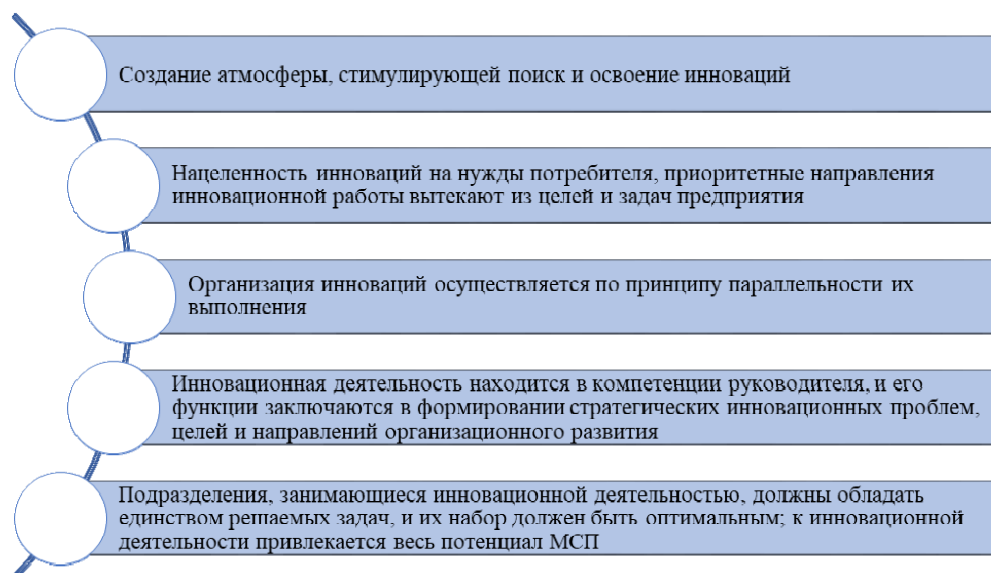 Создание атмосферы, стимулирующей поиск и освоение инноваций
Нацеленность инноваций на нужды потребителя, приоритетные направления
инновационной работы вытекают из целей и задач предприятия
Организация инноваций осуществляется по принципу параллельности их
выполнения
Инновационная деятельность находится в компетенции руководителя, и его
функции заключаются в формировании стратегических инновационных проблем,
целей и направлений организационного развития
Подразделения, занимающиеся инновационной деятельностью, должны обладать
единством решаемых задач, и их набор должен быть оптимальным; к инновационной
деятельности привлекается весь потенциал МСП